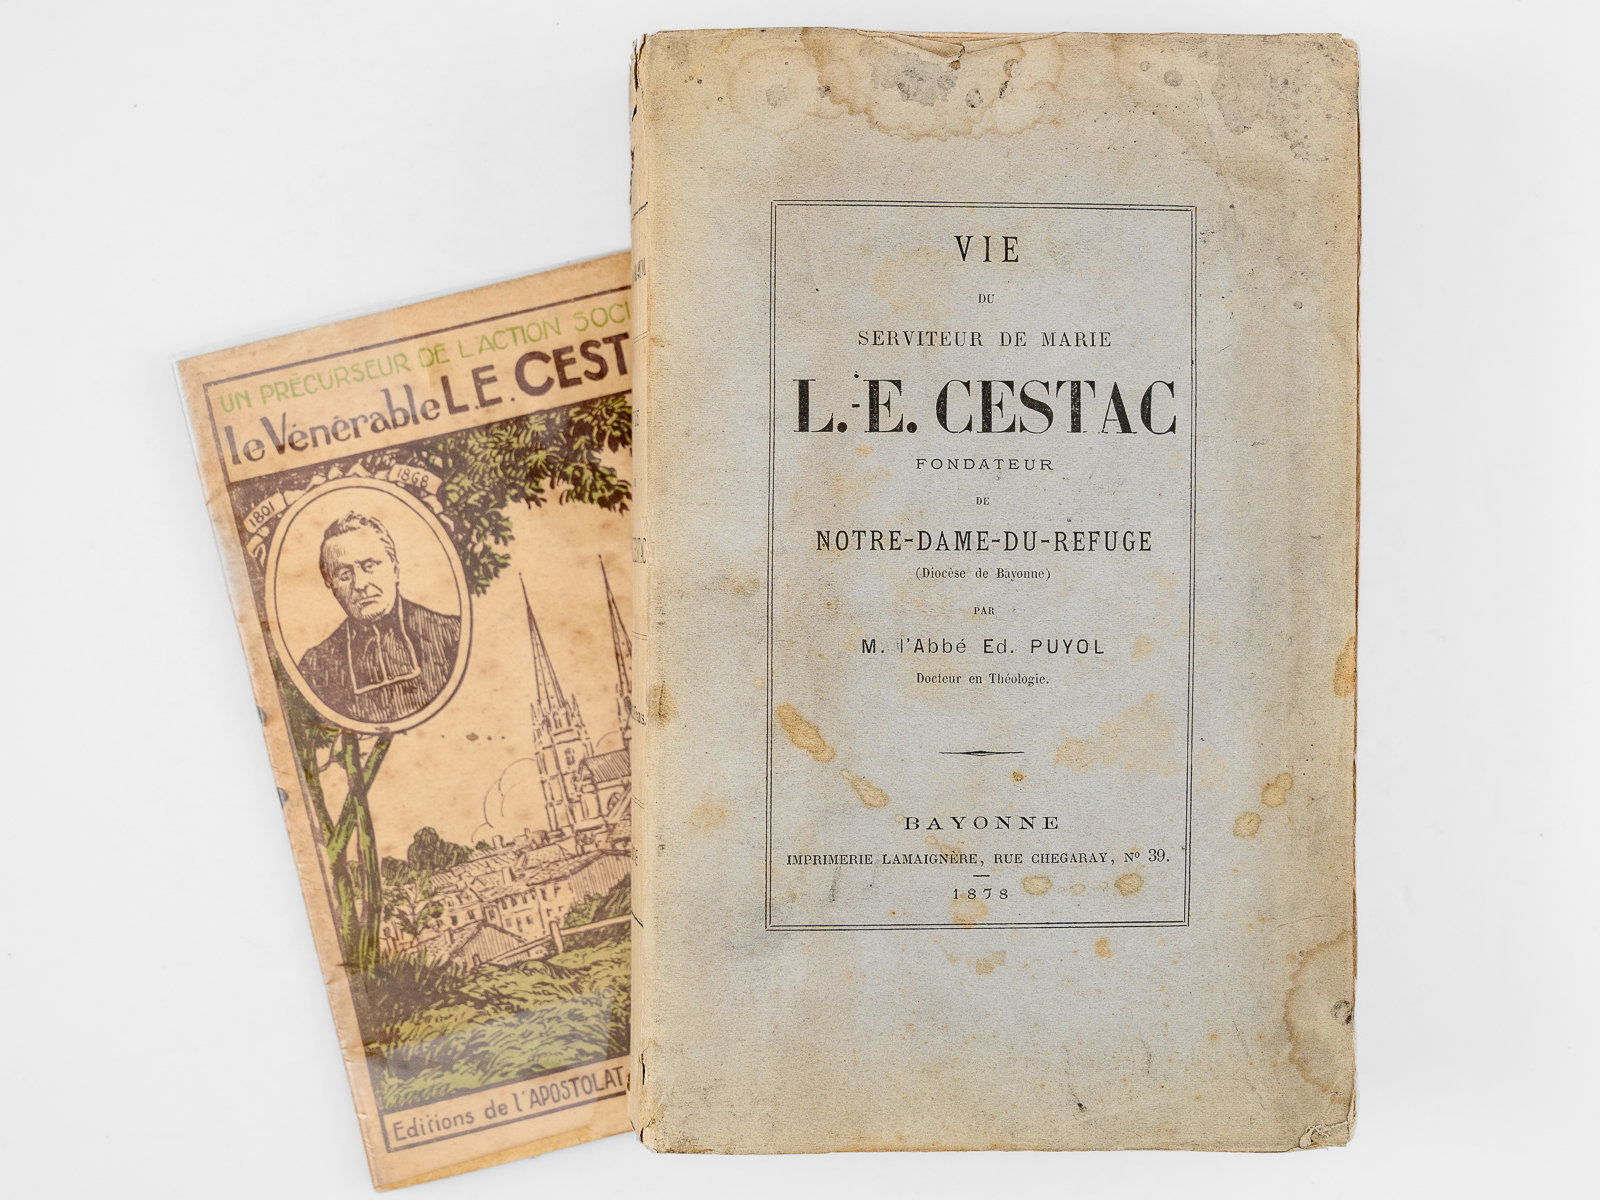 UN PRÉCURSEUR DE L'ACTION
le Vénérable L.E. CEST
1801 1868
Editions de l'APOSTOLAT
VIE
DU
SERVITEUR DE MARIE
L.-E. CESTAC
FONDATEUR
DE
NOTRE-DAME-DU-REFUGE
(Diocèse de Bayonne)
PAR
M. l'Abbé Ed. PUYOL
Docteur en Théologie.
BAYONNE
IMPRIMERIE LAMAIGNÈRE, RUE CHEGARAY, Nº 39.
1878